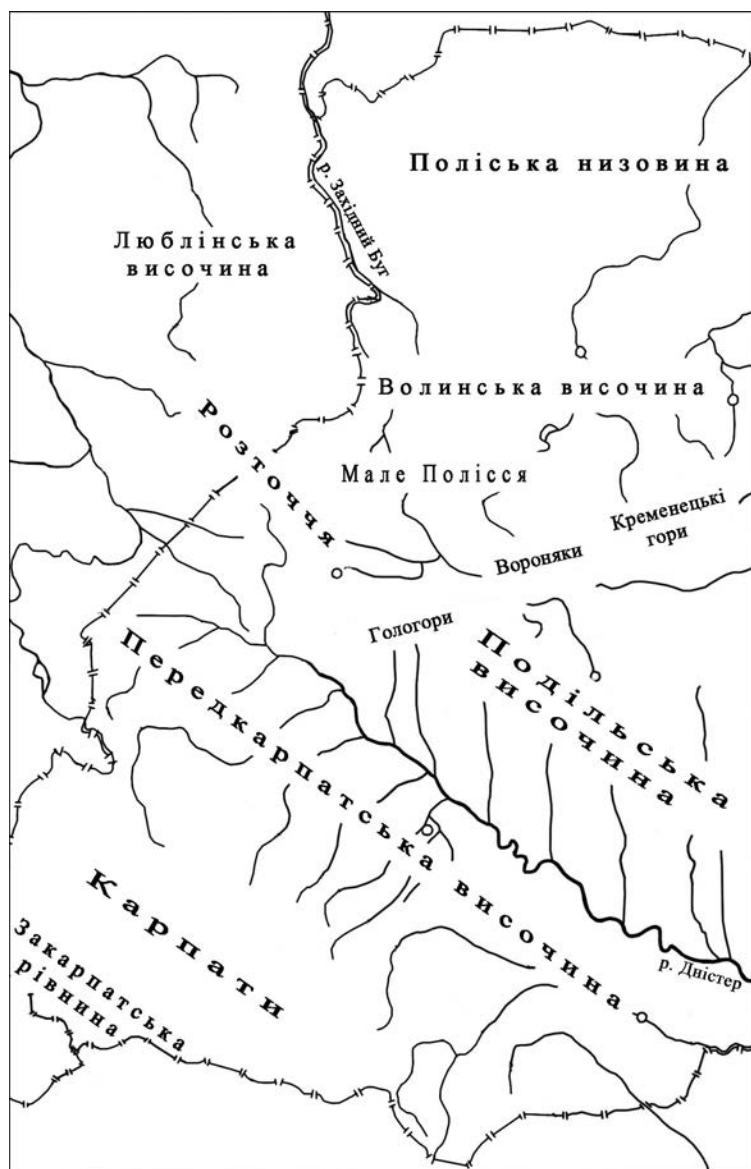 Поліська низовина
р. Західний Буг
Люблінська
височина
Волинська височина
Розточчя
Мале Полісся
Кременецькі
гори
Вороняки
Гологори
Подільська
височина
Передкарпатська височина
Карпати
Закарпатська
рівнина
р. Дністер